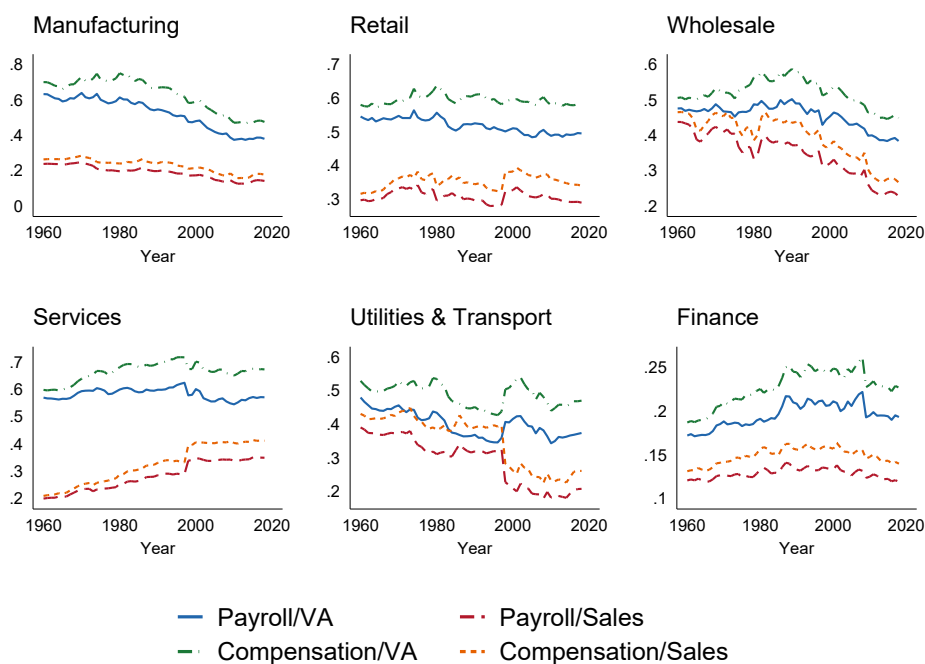 Manufacturing
.8
.6
.4
.2
0
1960 1980 2000 2020
Year
Retail
.7
.6
.5
.4
.3
1960 1980 2000 2020
Year
Wholesale
.6
.5
.4
.3
.2
1960 1980 2000 2020
Year
Services
.7
.6
.5
.4
.3
.2
1960 1980 2000 2020
Year
Utilities & Transport
.6
.5
.4
.3
.2
1960 1980 2000 2020
Year
Finance
.25
.2
.15
.1
1960 1980 2000 2020
Year
Payroll/VA Payroll/Sales
Compensation/VA Compensation/Sales